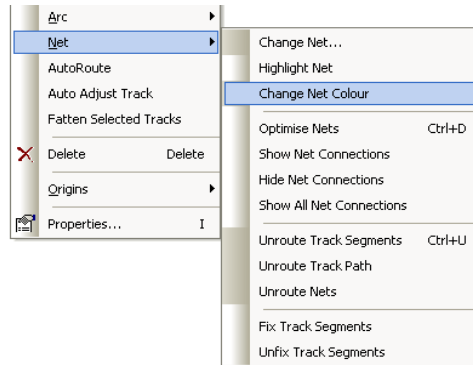 Arc
Net
AutoRoute
Auto Adjust Track
Fatten Selected Tracks
Delete Delete
Origins
Properties... I
Change Net...
Highlight Net
Change Net Colour
Optimise Nets Ctrl+D
Show Net Connections
Hide Net Connections
Show All Net Connections
Unroute Track Segments Ctrl+U
Unroute Track Path
Unroute Nets
Fix Track Segments
Unfix Track Segments